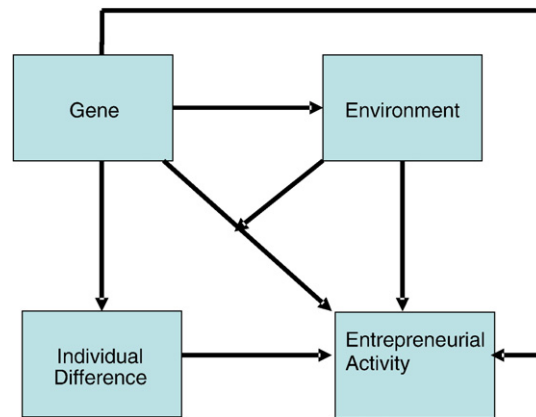 Gene
Environment
Individual
Difference
Entrepreneurial
Activity